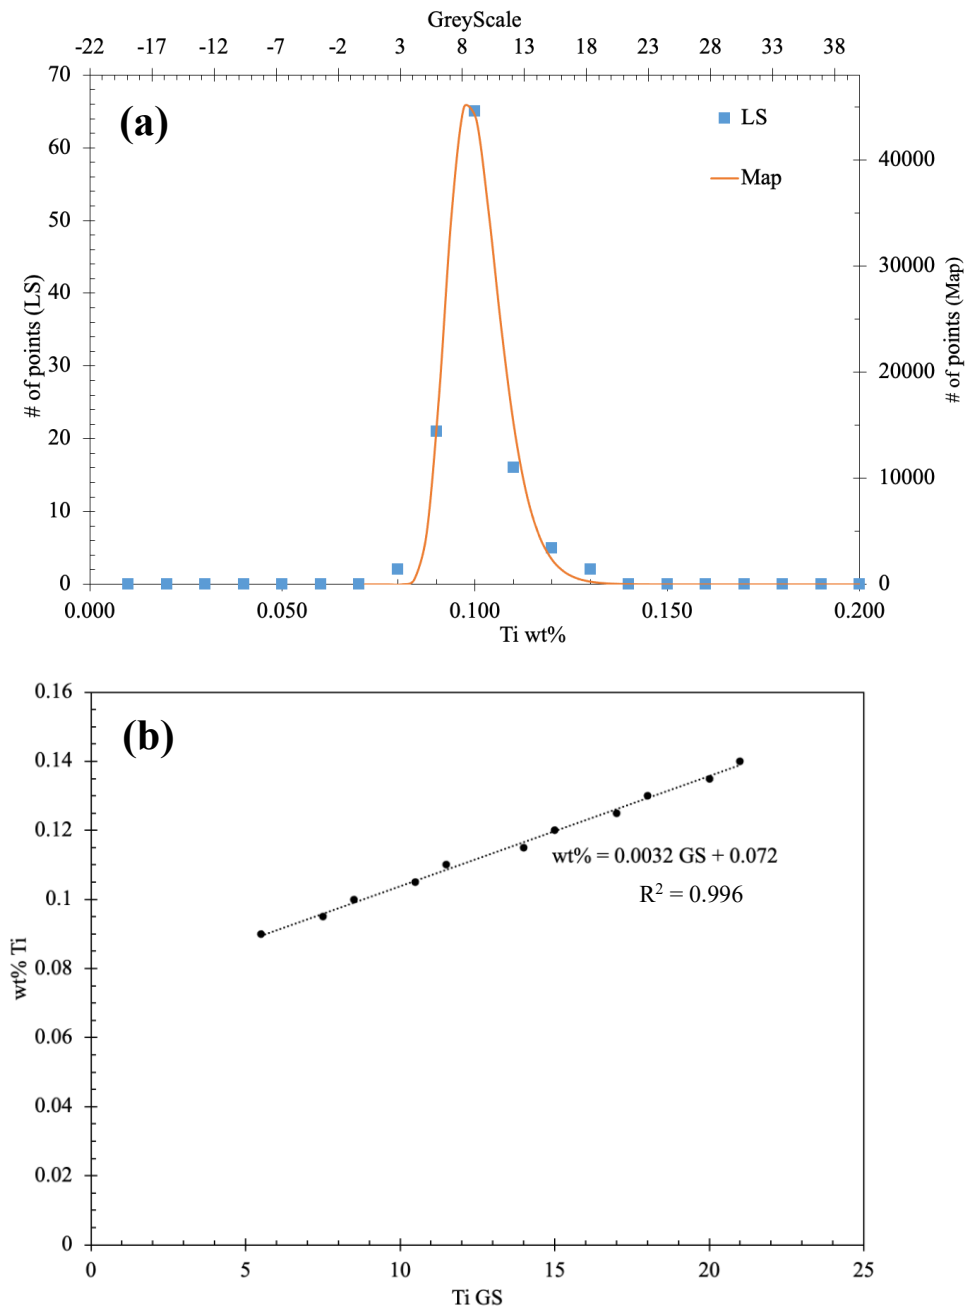 GreyScale
-22 -17 -12 -7 -2 3 8 13 18 23 28 33 38
(a)
LS
Map
70
60
50
40
30
20
10
0
# of points (LS)
40000
30000
20000
10000
0
# of points (Map)
0.000 0.050 0.100 0.150 0.200
Ti wt%
(b)
0.16
0.14
0.12
0.1
0.08
0.06
0.04
0.02
0
wt% Ti
wt% = 0.0032 GS + 0.072
R² = 0.996
0 5 10 15 20 25
Ti GS